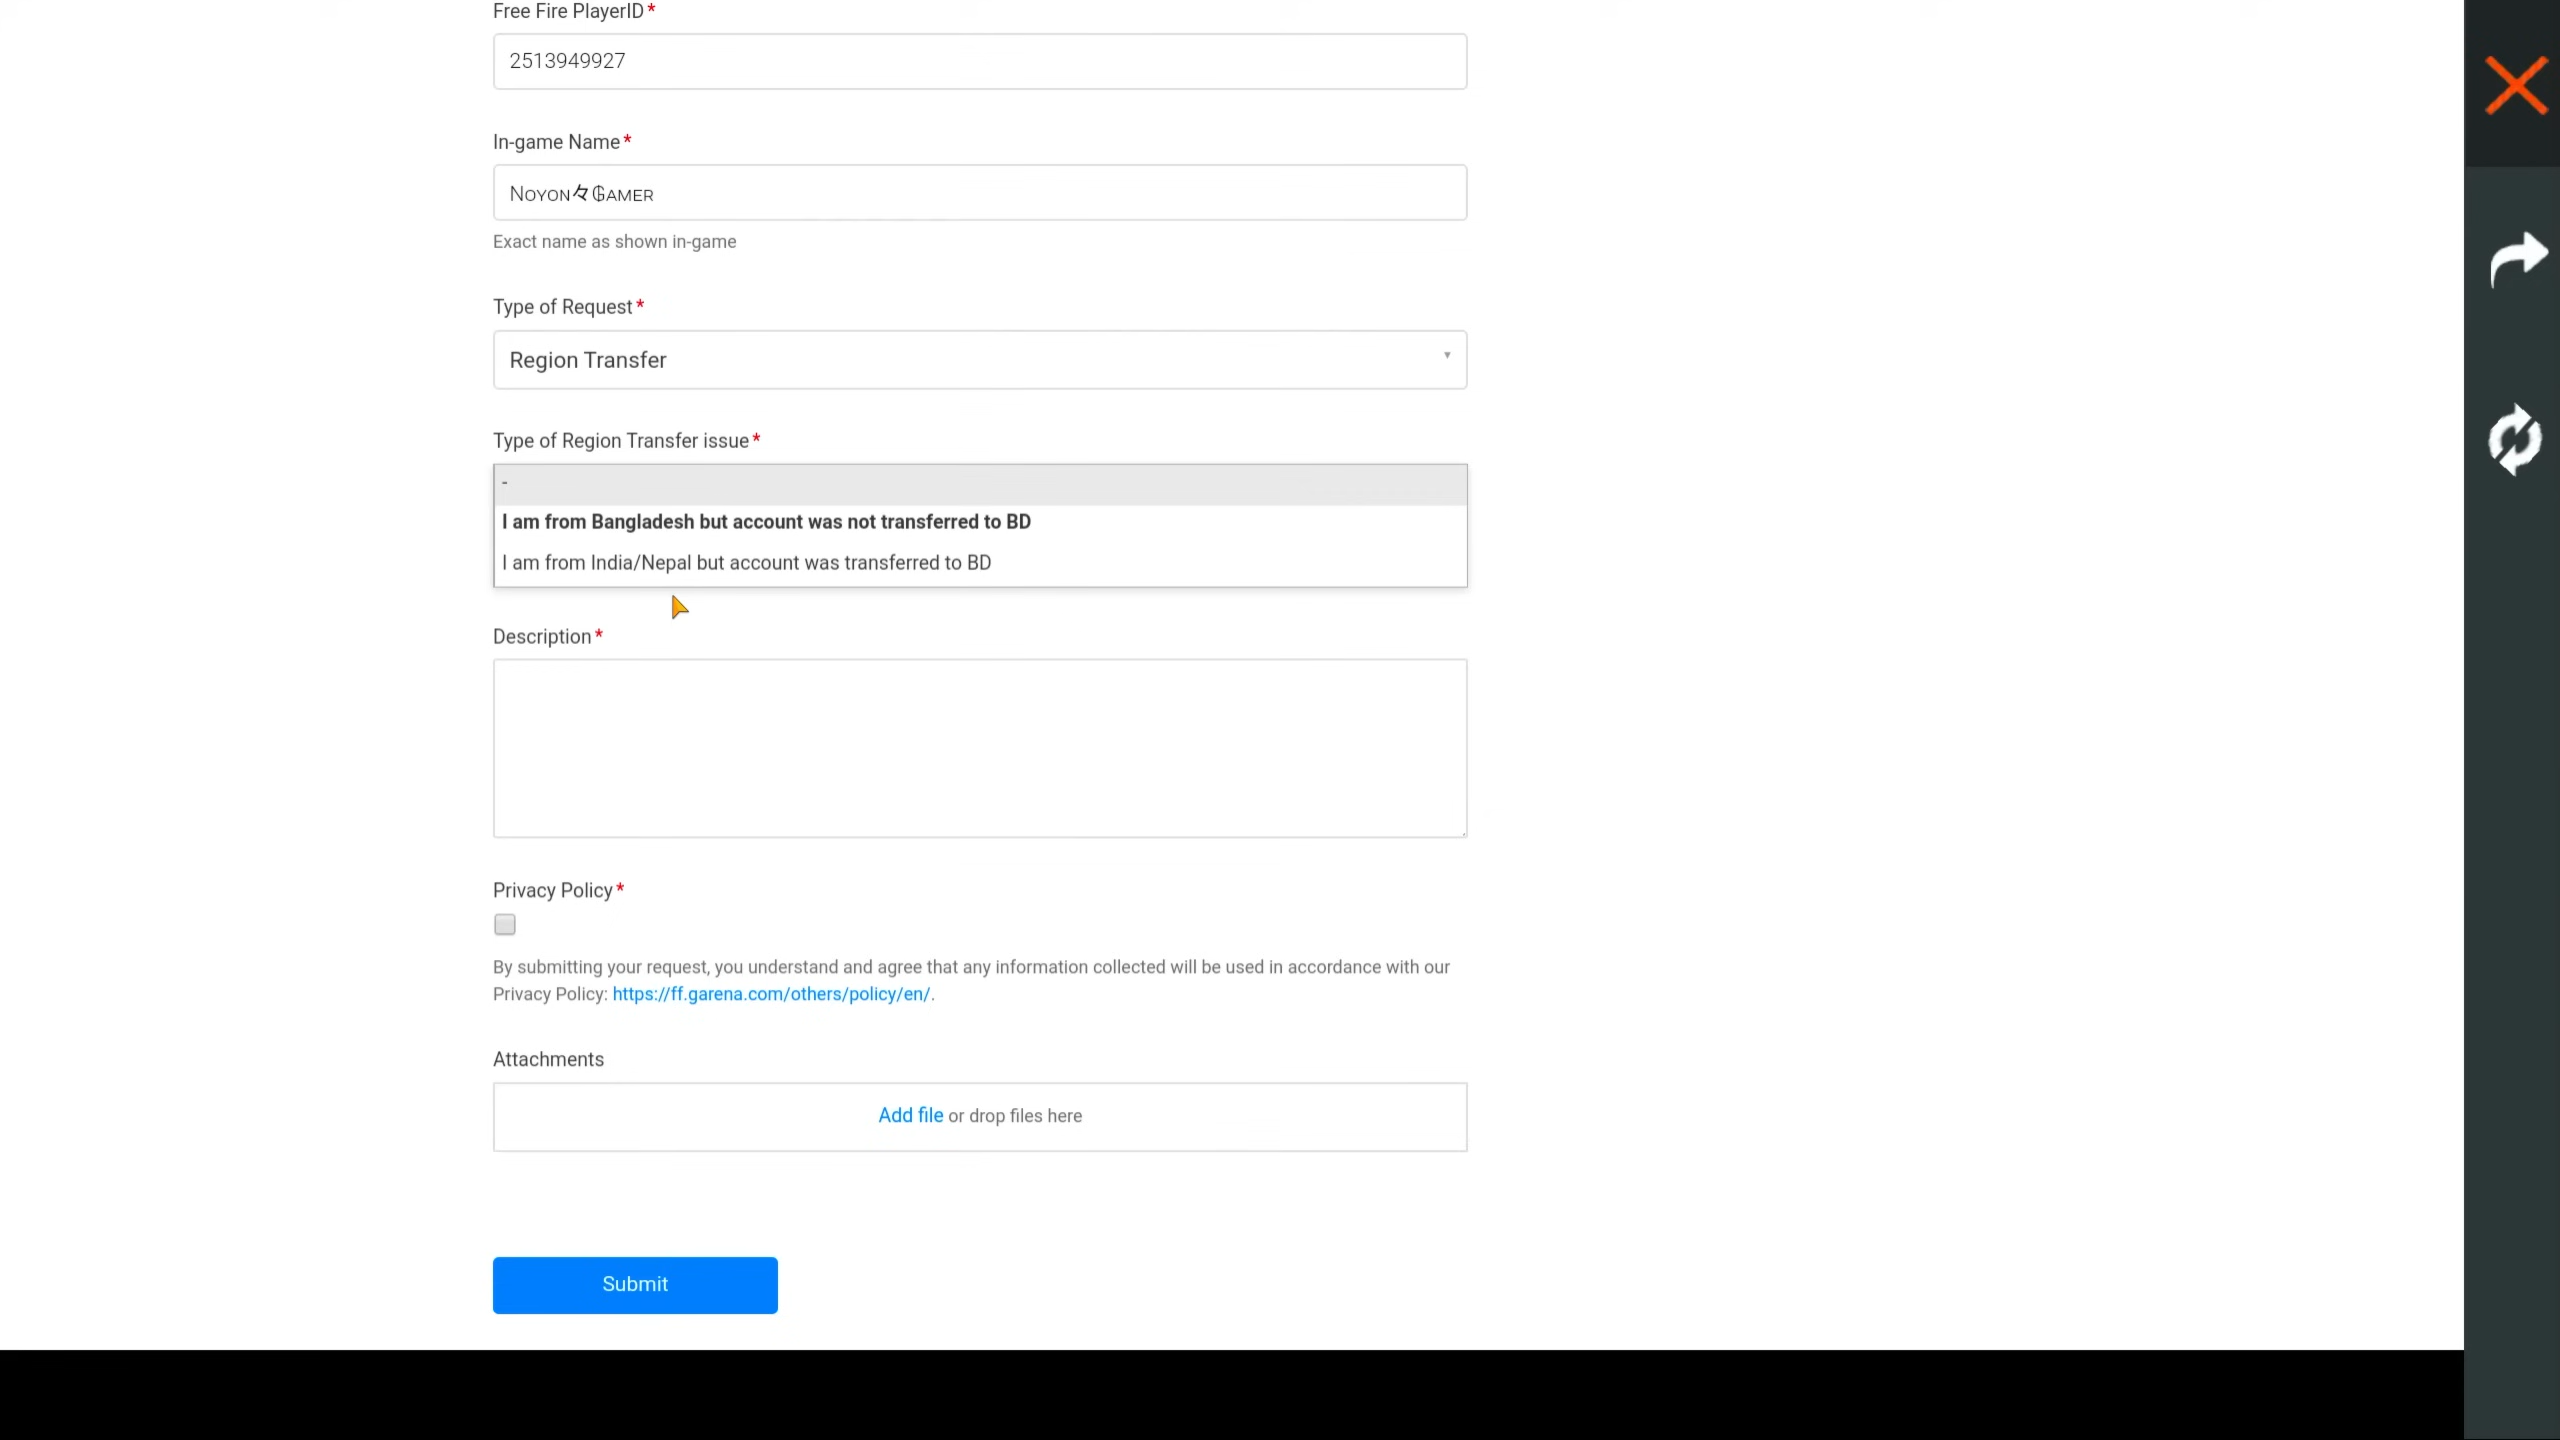 Free Fire PlayerID*
2513949927
In-game Name*
Nᴏʏᴏɴ々₲ᴀᴍᴇʀ
Exact name as shown in-game
Type of Request*
Region Transfer
Type of Region Transfer issue*
-
I am from Bangladesh but account was not transferred to BD
I am from India/Nepal but account was transferred to BD
Description*
Privacy Policy*
By submitting your request, you understand and agree that any information collected will be used in accordance with our
Privacy Policy: https://ff.garena.com/others/policy/en/.
Attachments
Add file or drop files here
Submit